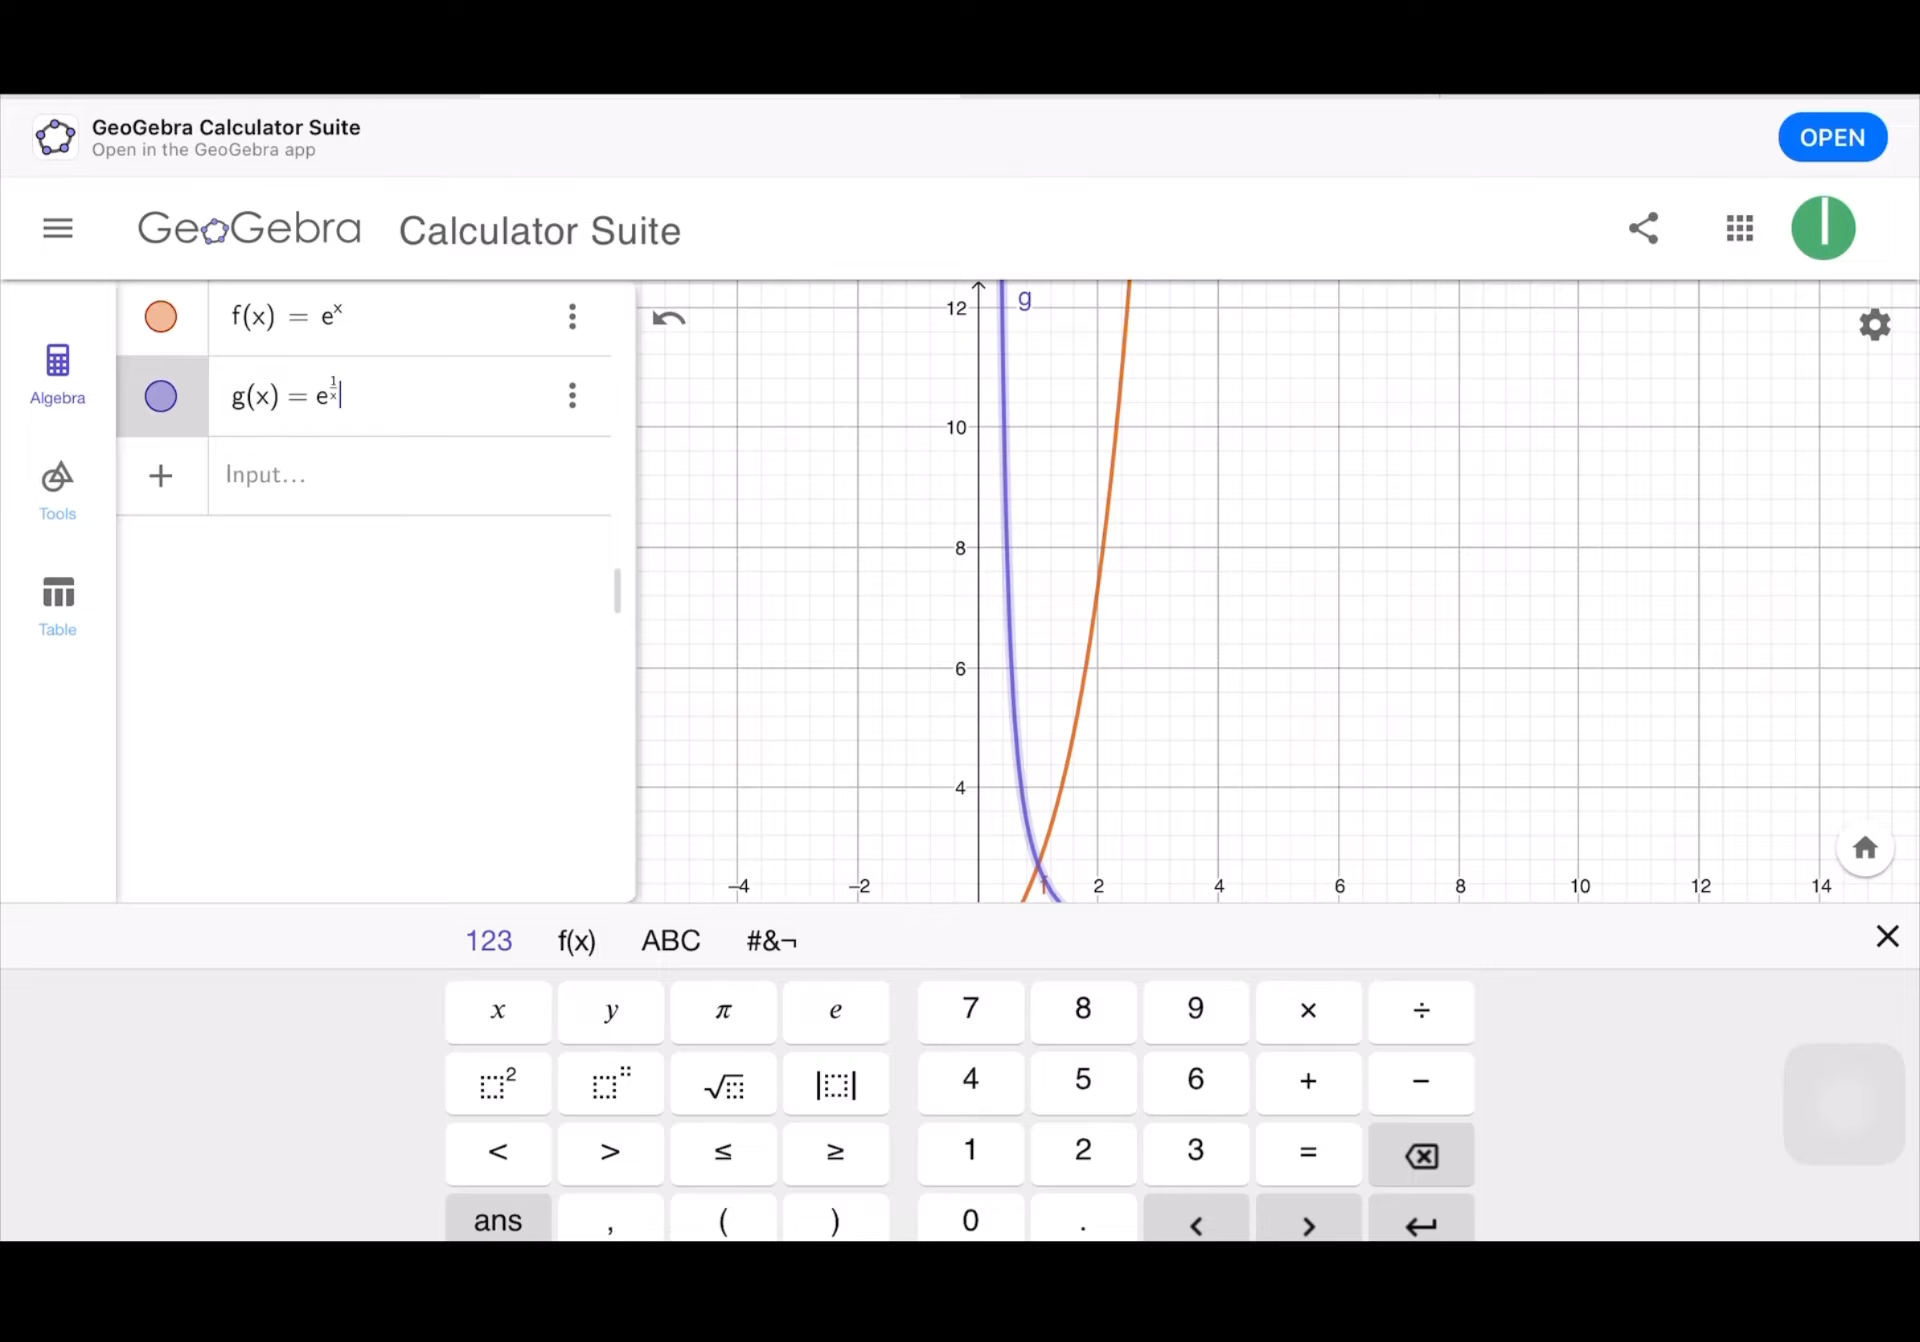 GeoGebra Calculator Suite
Open in the GeoGebra app
OPEN
GeoGebra Calculator Suite
Algebra
Tools
Table
f(x) = eˣ
g(x) = e^(1/x)
+ Input...
g
12
10
8
6
4
f
−4 −2 2 4 6 8 10 12 14
123 f(x) ABC #&¬
x y π e 7 8 9 × ÷
2 √ | | 4 5 6 + −
< > ≤ ≥ 1 2 3 =
ans , ( ) 0 . < >